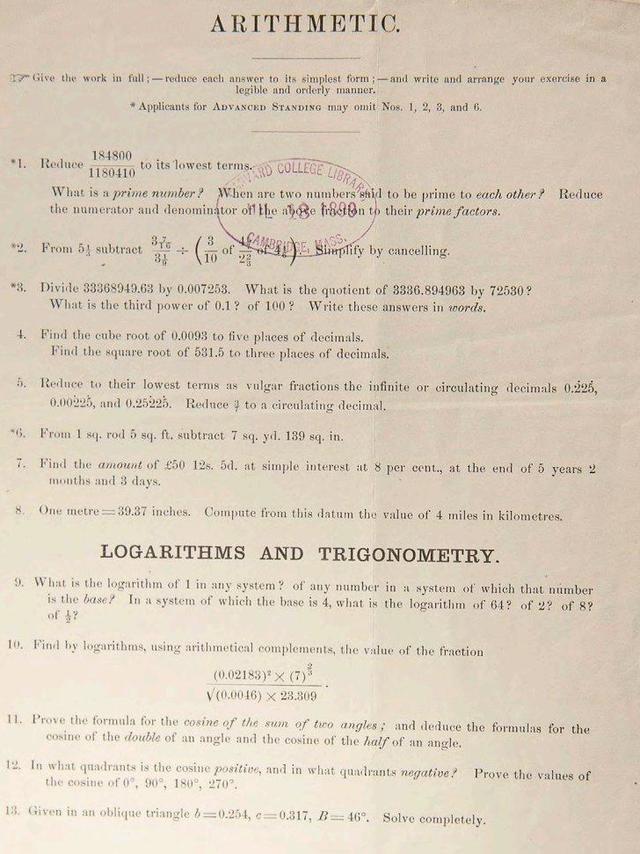 ARITHMETIC.
☞ Give the work in full; — reduce each answer to its simplest form; — and write and arrange your exercise in a
legible and orderly manner.
* Applicants for ADVANCED STANDING may omit Nos. 1, 2, 3, and 6.
*1. Reduce 184800/1180410 to its lowest terms.
What is a prime number? When are two numbers said to be prime to each other? Reduce
the numerator and denominator of the above fraction to their prime factors.
HARVARD COLLEGE LIBRARY
JUL 18 1899
CAMBRIDGE, MASS.
*2. From subtract ÷ ( 3/10 of of ). Simplify by cancelling.
*3. Divide 33368949.63 by 0.007253. What is the quotient of 3336.894963 by 72530?
What is the third power of 0.1? of 100? Write these answers in words.
4. Find the cube root of 0.0093 to five places of decimals.
Find the square root of 531.5 to three places of decimals.
5. Reduce to their lowest terms as vulgar fractions the infinite or circulating decimals 0.2̇25̇,
0.002̇25̇, and 0.252̇25̇. Reduce to a circulating decimal.
*6. From 1 sq. rod 5 sq. ft. subtract 7 sq. yd. 139 sq. in.
7. Find the amount of £50 12s. 5d. at simple interest at 8 per cent., at the end of 5 years 2
months and 3 days.
8. One metre = 39.37 inches. Compute from this datum the value of 4 miles in kilometres.
LOGARITHMS AND TRIGONOMETRY.
9. What is the logarithm of 1 in any system? of any number in a system of which that number
is the base? In a system of which the base is 4, what is the logarithm of 64? of 2? of 8?
of ½?
10. Find by logarithms, using arithmetical complements, the value of the fraction
(0.02183)² × (7)^(2/3)
√(0.0046) × 23.309 .
11. Prove the formula for the cosine of the sum of two angles; and deduce the formulas for the
cosine of the double of an angle and the cosine of the half of an angle.
12. In what quadrants is the cosine positive, and in what quadrants negative? Prove the values of
the cosine of 0°, 90°, 180°, 270°.
13. Given in an oblique triangle b = 0.254, c = 0.317, B = 46°. Solve completely.